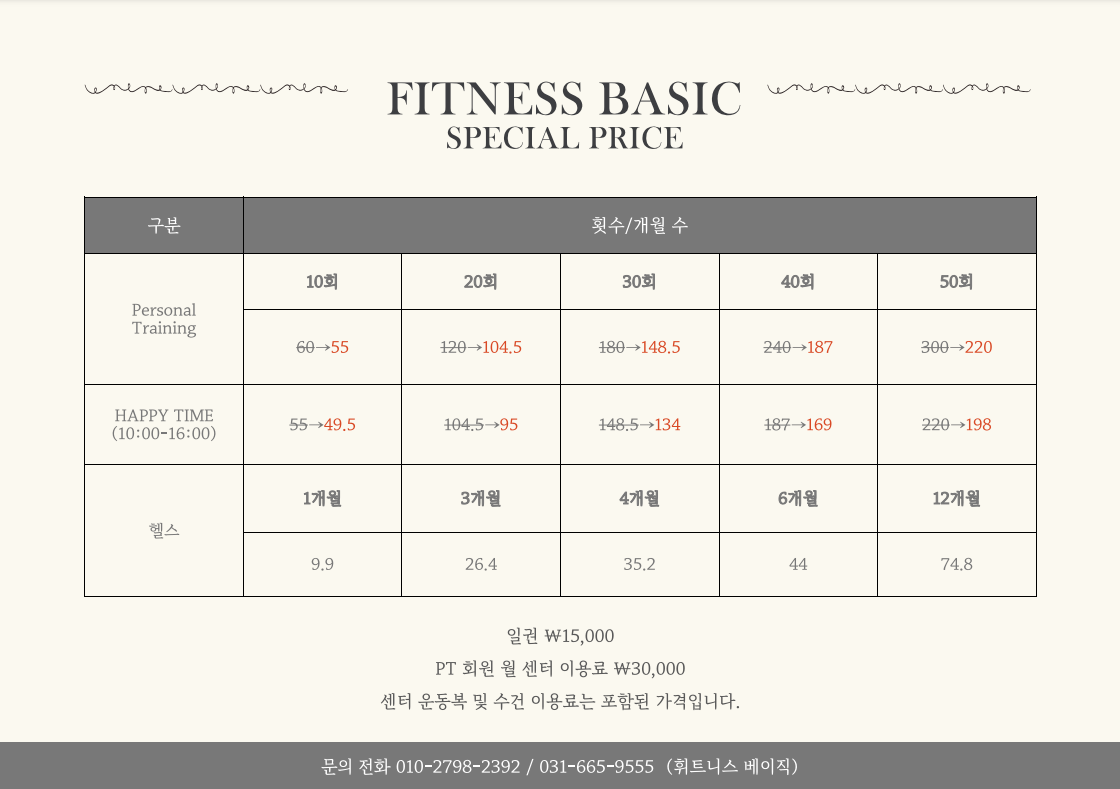 FITNESS BASIC
SPECIAL PRICE
구분 횟수/개월 수
Personal Training 10회 20회 30회 40회 50회
60→55 120→104.5 180→148.5 240→187 300→220
HAPPY TIME (10:00-16:00) 55→49.5 104.5→95 148.5→134 187→169 220→198
헬스 1개월 3개월 4개월 6개월 12개월
9.9 26.4 35.2 44 74.8
일권 ₩15,000
PT 회원 월 센터 이용료 ₩30,000
센터 운동복 및 수건 이용료는 포함된 가격입니다.
문의 전화 010-2798-2392 / 031-665-9555 (휘트니스 베이직)